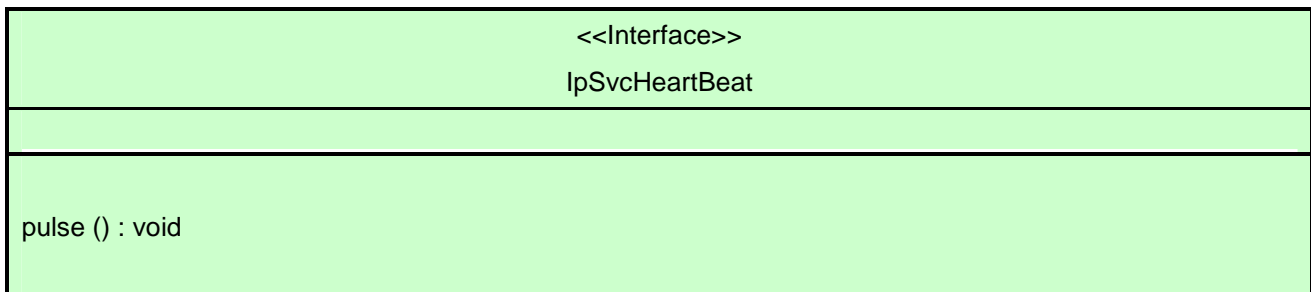 <<Interface>>
IpSvcHeartBeat
pulse () : void